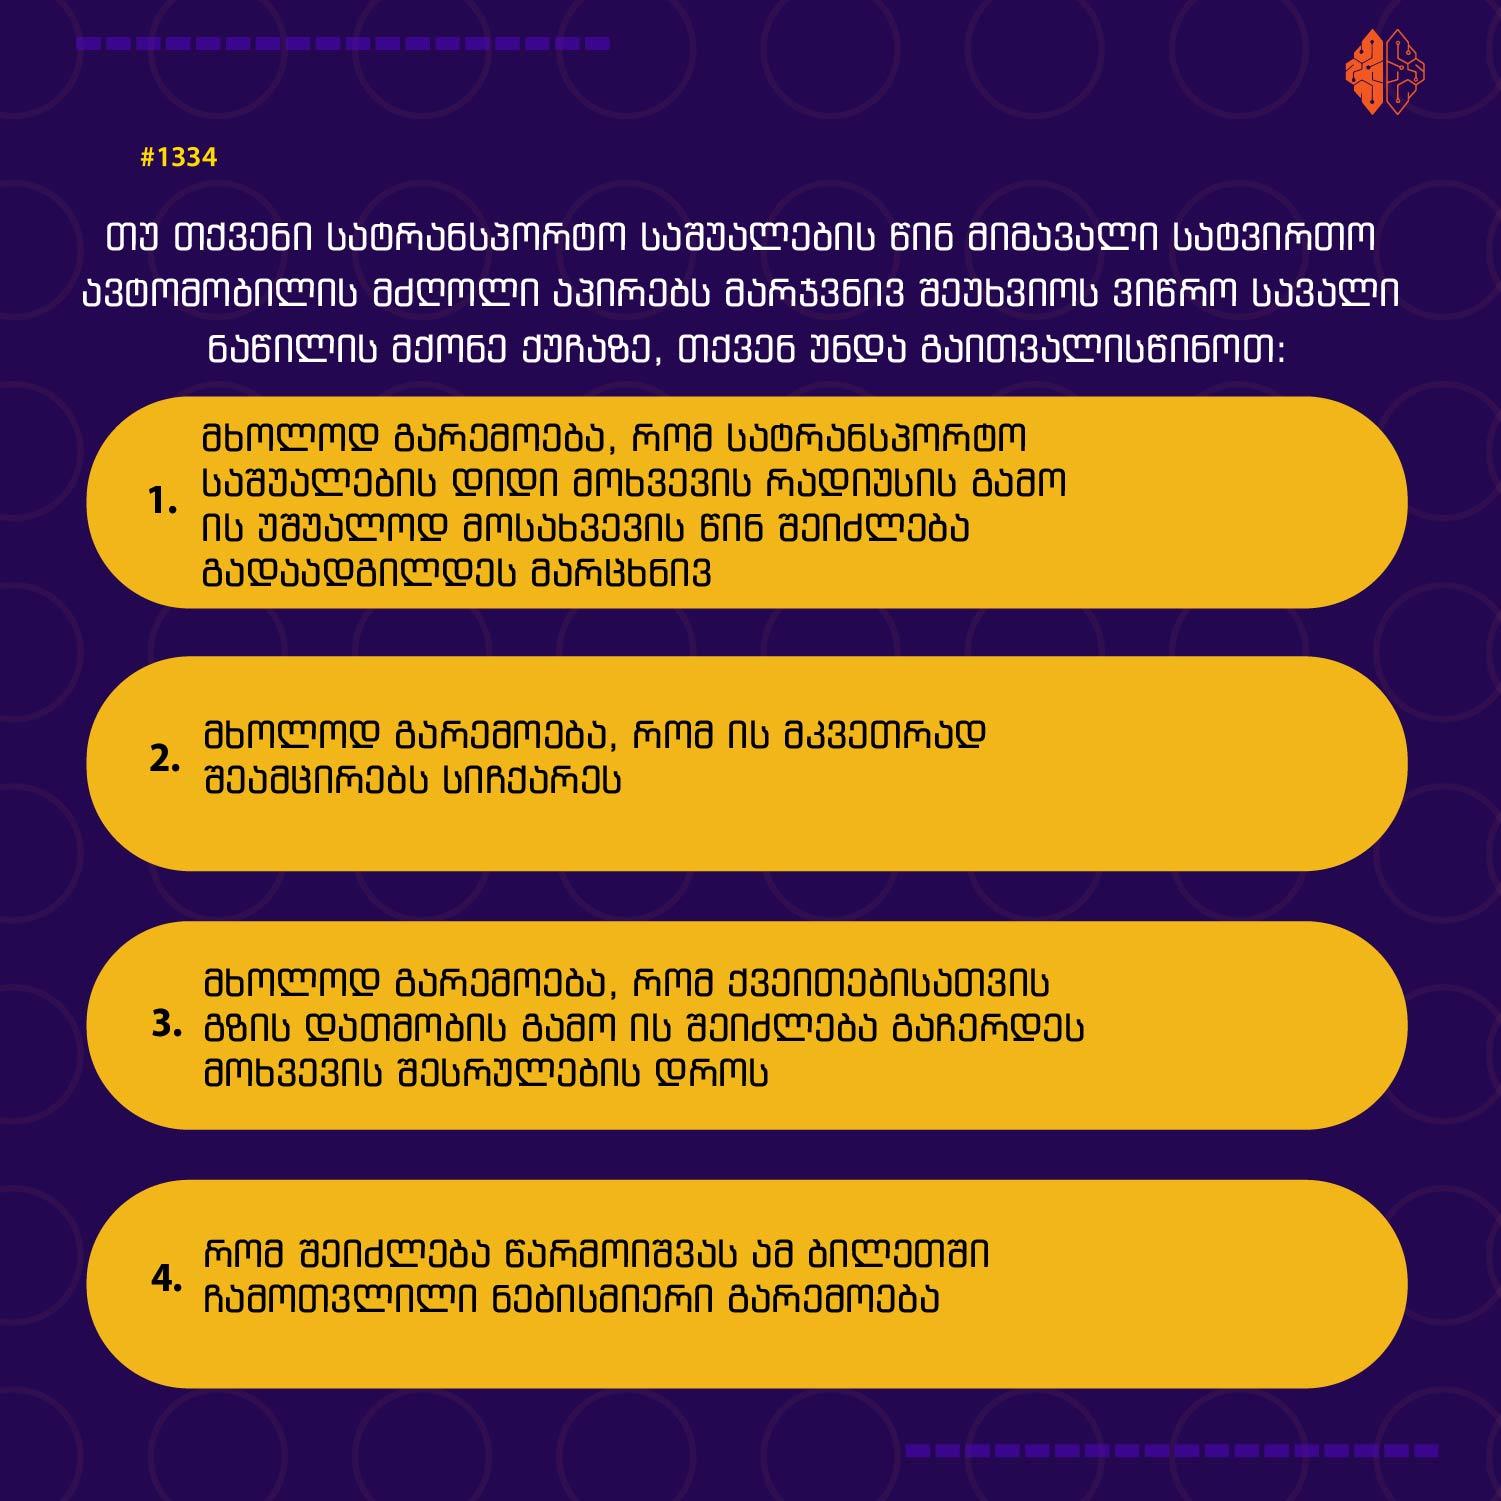 #1334
თუ თქვენი სატრანსპორტო საშუალების წინ მიმავალი სატვირთო
ავტომობილის მძღოლი აპირებს მარჯვნივ შეუხვიოს ვიწრო სავალი
ნაწილის მქონე ქუჩაზე, თქვენ უნდა გაითვალისწინოთ:
მხოლოდ გარემოება, რომ სატრანსპორტო
საშუალების დიდი მოხვევის რადიუსის გამო
1. ის უშუალოდ მოსახვევის წინ შეიძლება
გადაადგილდეს მარცხნივ
მხოლოდ გარემოება, რომ ის მკვეთრად
2. შეამცირებს სიჩქარეს
მხოლოდ გარემოება, რომ ქვეითებისათვის
3. გზის დათმობის გამო ის შეიძლება გაჩერდეს
მოხვევის შესრულების დროს
რომ შეიძლება წარმოიშვას ამ ბილეთში
4. ჩამოთვლილი ნებისმიერი გარემოება